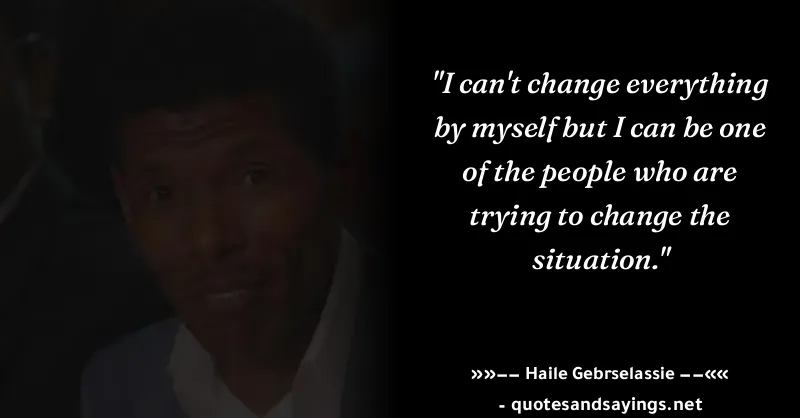 "I can't change everything
by myself but I can be one
of the people who are
trying to change the
situation."
»»–– Haile Gebrselassie ––««
- quotesandsayings.net